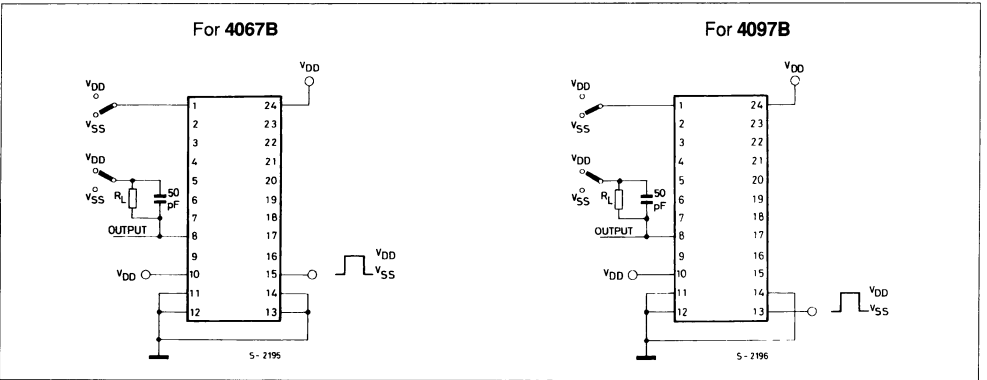 For 4067B
VDD
VSS
VDD
VSS
RL
50
pF
OUTPUT
VDD
1
2
3
4
5
6
7
8
9
10
11
12
24
23
22
21
20
19
18
17
16
15
14
13
VDD
VDD
VSS
S-2195
For 4097B
VDD
VSS
VDD
VSS
RL
50
pF
OUTPUT
VDD
1
2
3
4
5
6
7
8
9
10
11
12
24
23
22
21
20
19
18
17
16
15
14
13
VDD
VDD
VSS
S-2196